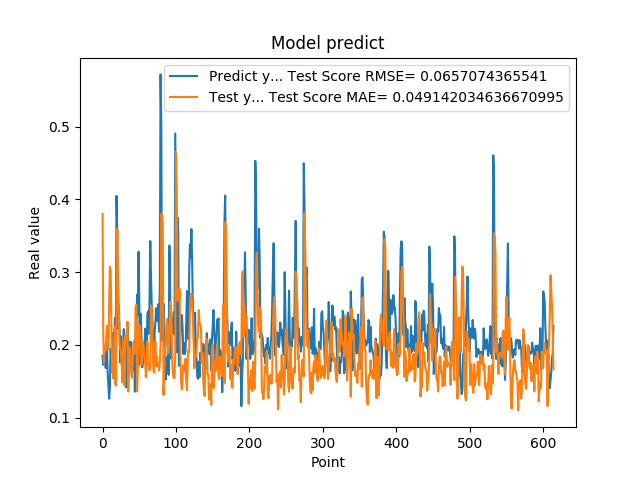 Model predict
Predict y... Test Score RMSE= 0.0657074365541
Test y... Test Score MAE= 0.049142034636670995
0.5
0.4
0.3
0.2
0.1
Real value
0 100 200 300 400 500 600
Point